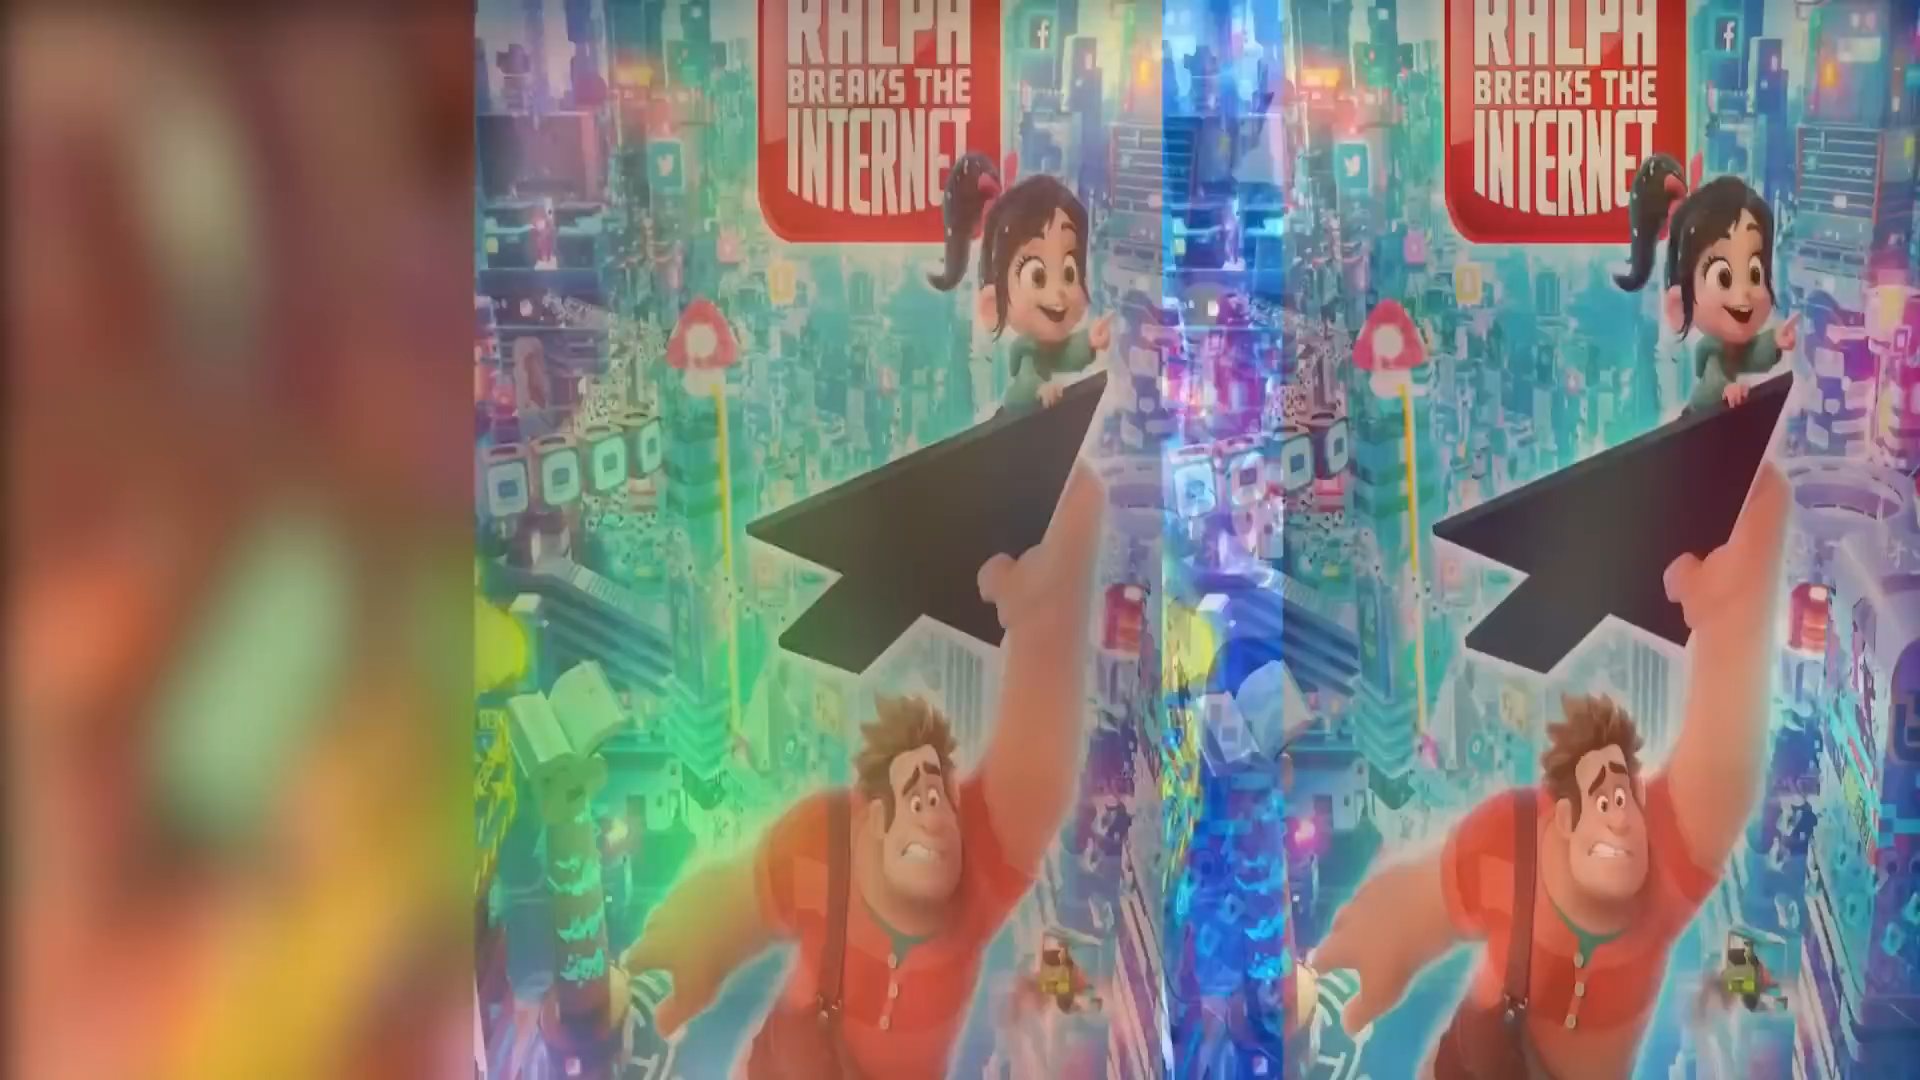 RALPH
BREAKS THE
INTERNET
RALPH
BREAKS THE
INTERNET